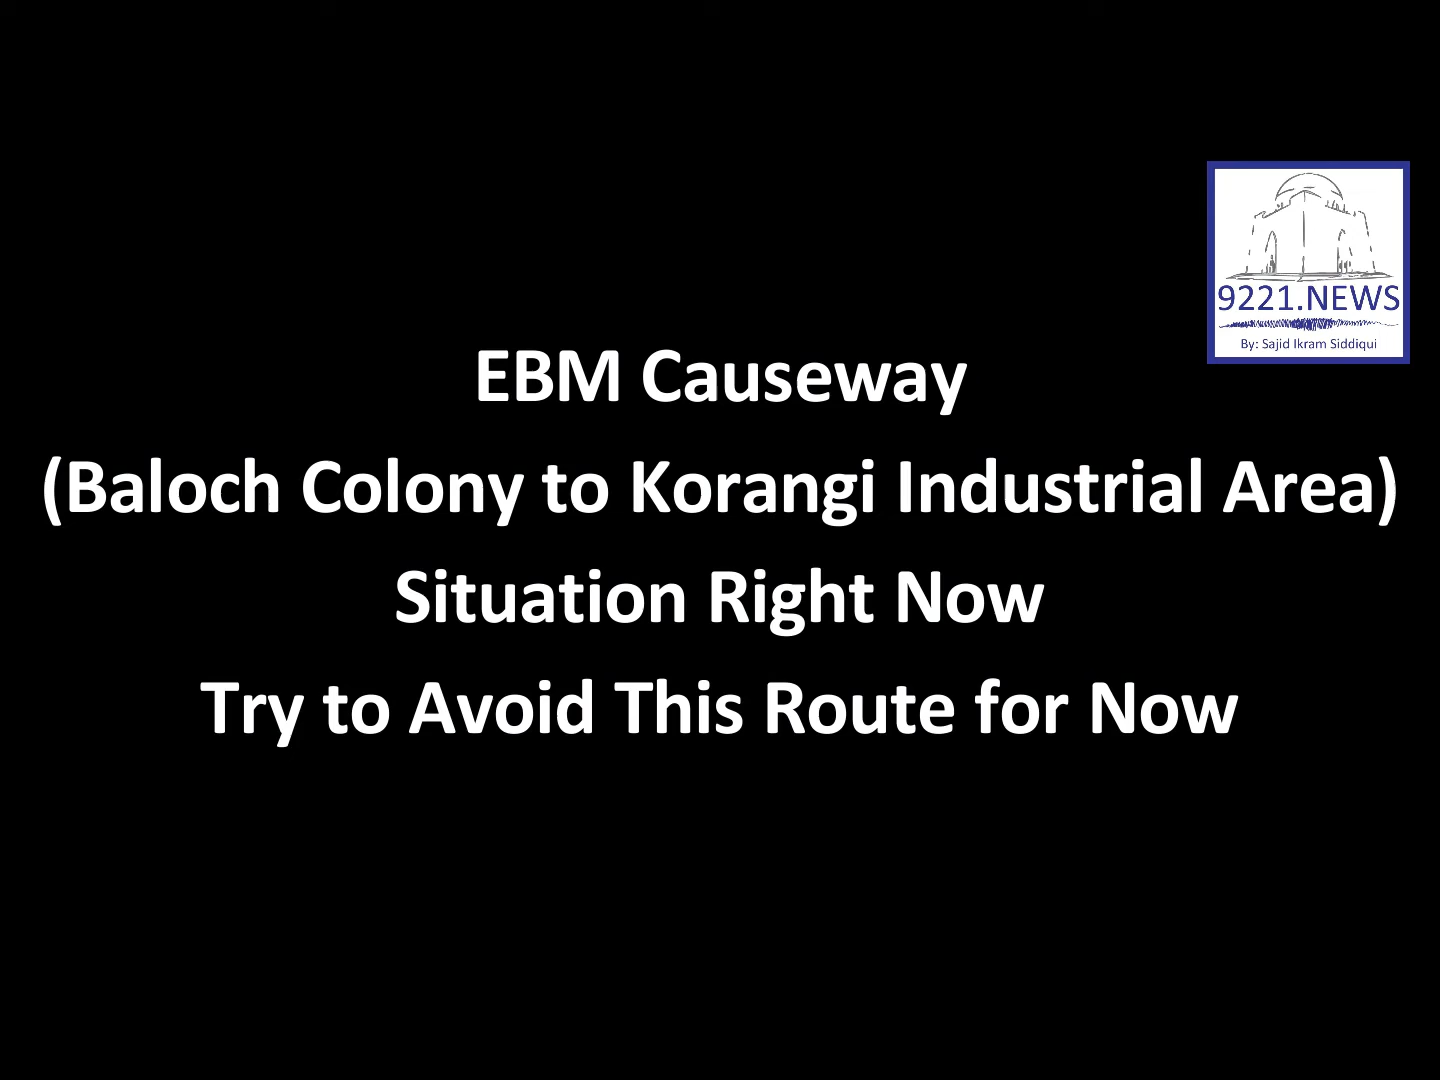 9221.NEWS
By: Sajid Ikram Siddiqui
EBM Causeway
(Baloch Colony to Korangi Industrial Area)
Situation Right Now
Try to Avoid This Route for Now